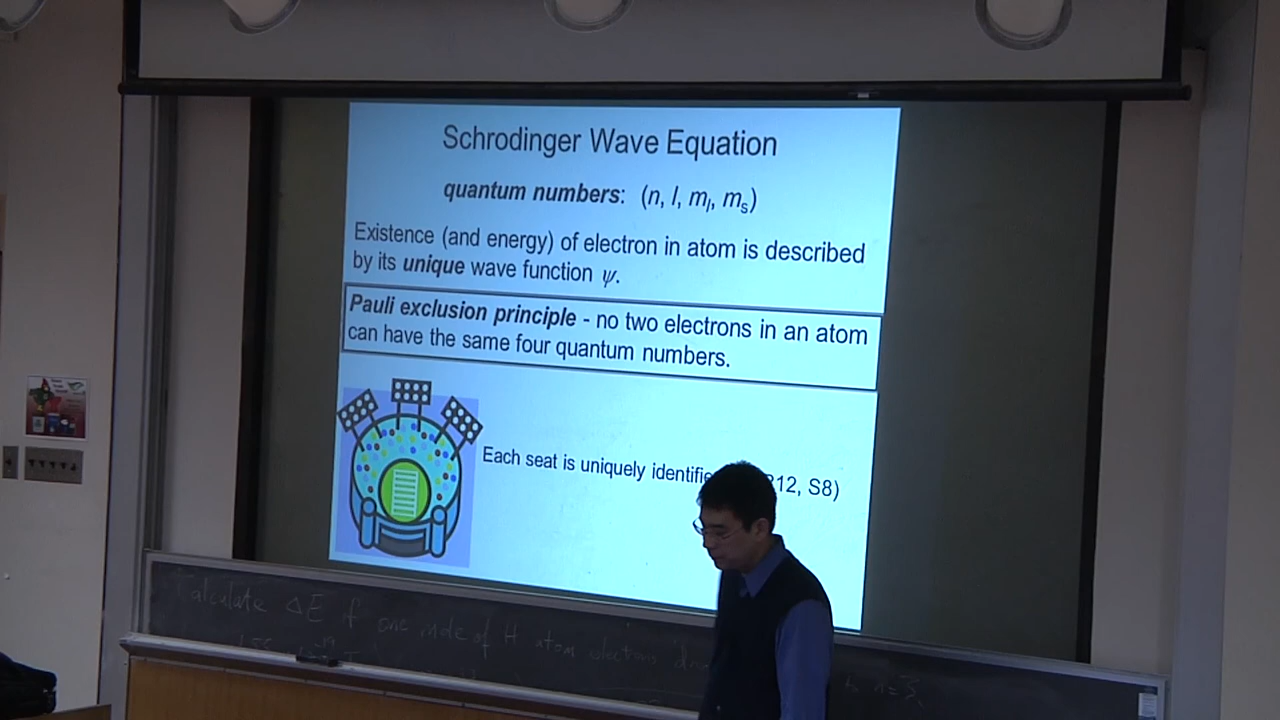 Schrodinger Wave Equation
quantum numbers: (n, l, ml, ms)
Existence (and energy) of electron in atom is described
by its unique wave function ψ.
Pauli exclusion principle - no two electrons in an atom
can have the same four quantum numbers.
Each seat is uniquely identifie 12, S8)
Calculate ΔE if one mole of H atom electron